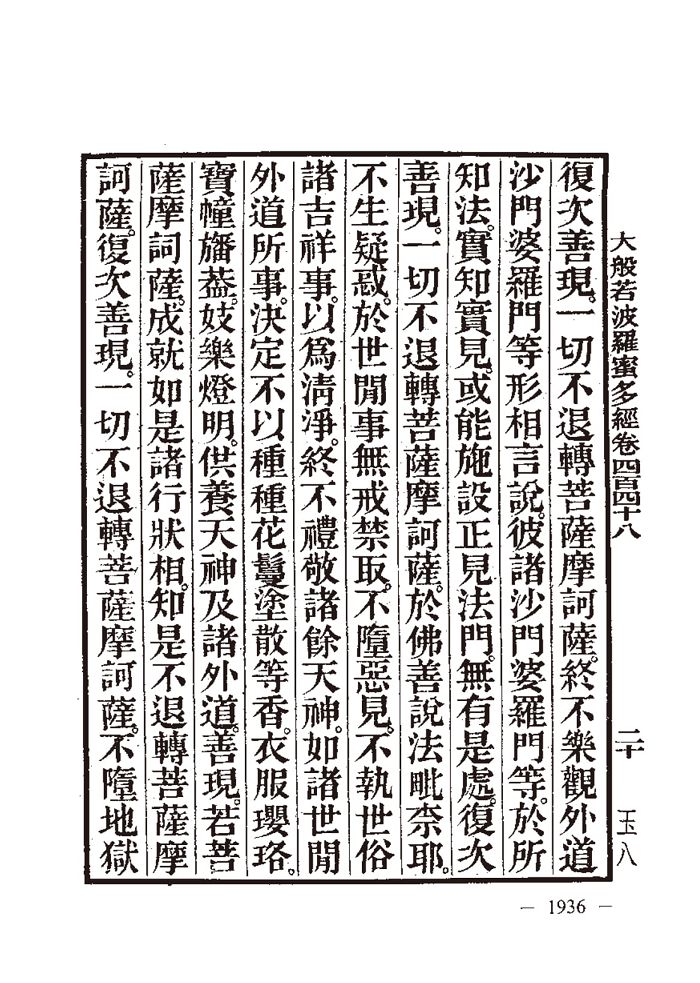 大般若波羅蜜多經卷四百四十八
二十
玉八
復次善現。一切不退轉菩薩摩訶薩。終不樂觀外道
沙門婆羅門等形相言說。彼諸沙門婆羅門等。於所
知法。實知實見。或能施設正見法門。無有是處。復次
善現。一切不退轉菩薩摩訶薩。於佛善說法毗柰耶。
不生疑惑。於世閒事無戒禁取。不墮惡見。不執世俗
諸吉祥事。以爲清淨。終不禮敬諸餘天神。如諸世閒
外道所事。決定不以種種花鬘塗散等香。衣服瓔珞。
寶幢旛葢。妓樂燈明。供養天神及諸外道。善現。若菩
薩摩訶薩。成就如是諸行狀相。知是不退轉菩薩摩
訶薩。復次善現。一切不退轉菩薩摩訶薩。不墮地獄
— 1936 —